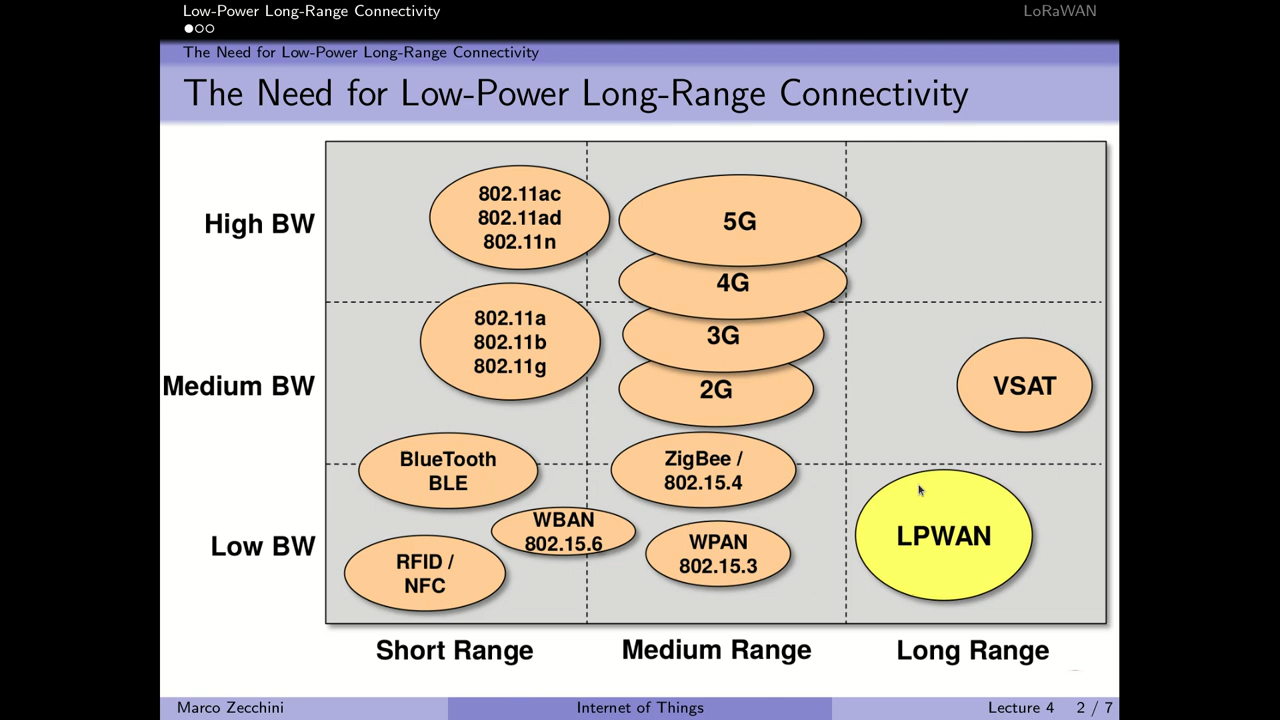 Low-Power Long-Range Connectivity
LoRaWAN
The Need for Low-Power Long-Range Connectivity
The Need for Low-Power Long-Range Connectivity
High BW
Medium BW
Low BW
802.11ac
802.11ad
802.11n
5G
4G
802.11a
802.11b
802.11g
3G
2G
VSAT
BlueTooth
BLE
ZigBee /
802.15.4
WBAN
802.15.6
LPWAN
RFID /
NFC
WPAN
802.15.3
Short Range
Medium Range
Long Range
Marco Zecchini
Internet of Things
Lecture 4 2 / 7